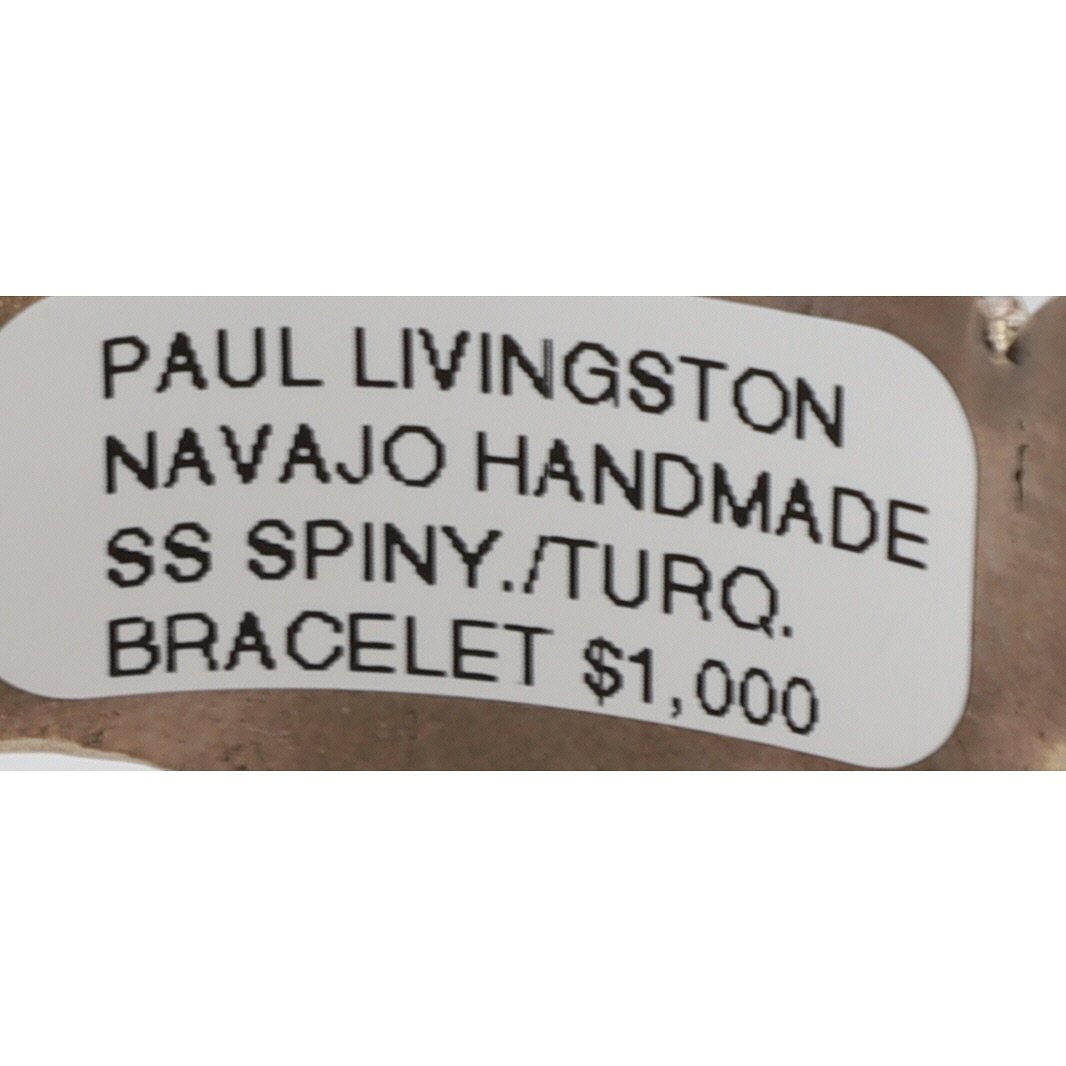 PAUL LIVINGSTON
NAVAJO HANDMADE
SS SPINY./TURQ.
BRACELET $1,000